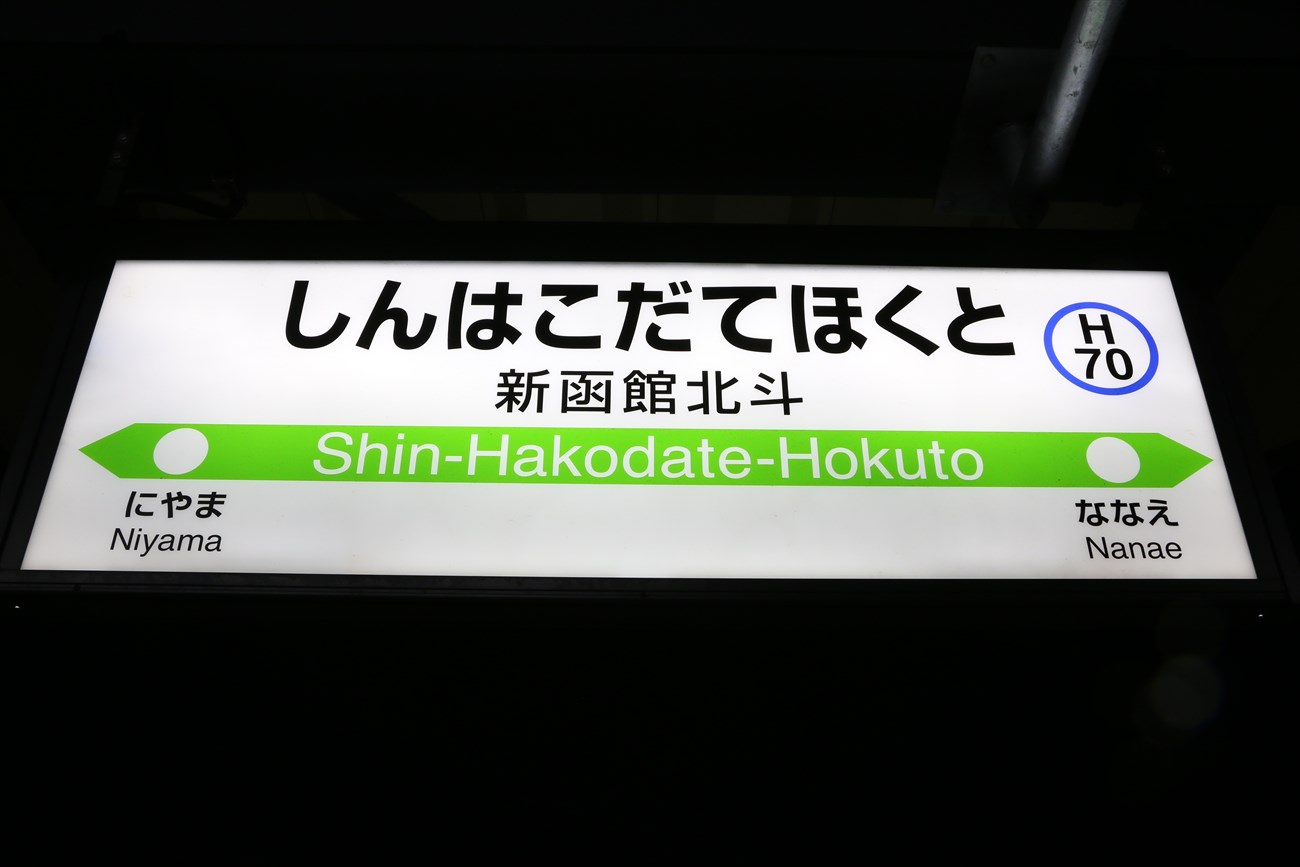 しんはこだてほくと
H
70
新函館北斗
Shin-Hakodate-Hokuto
にやま
Niyama
ななえ
Nanae